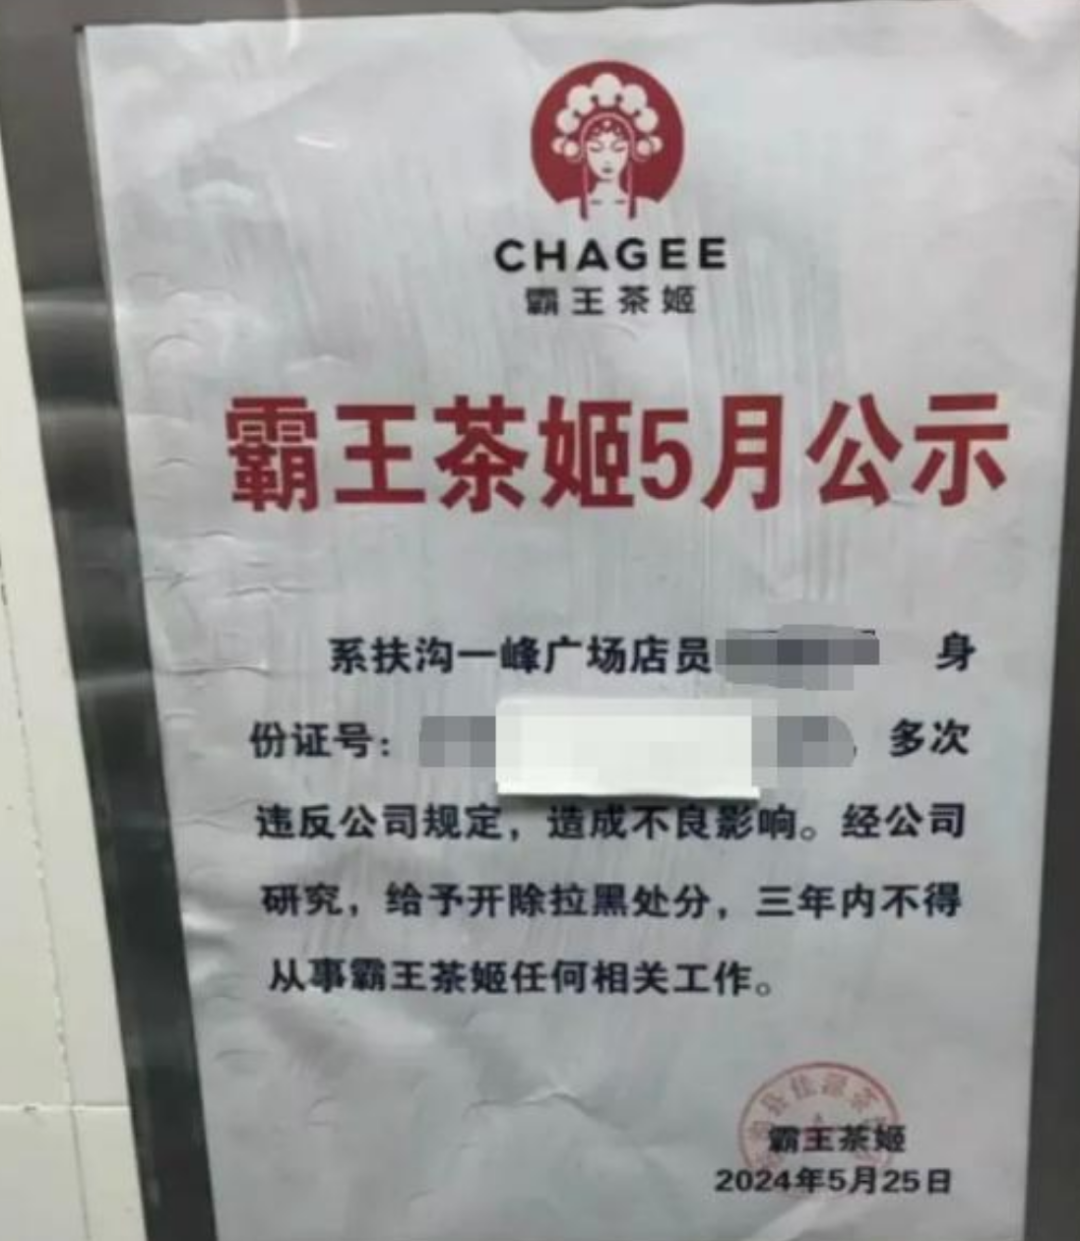 CHAGEE
霸王茶姬
霸王茶姬5月公示
系扶沟一峰广场店员 身
份证号： ，多次
违反公司规定，造成不良影响。经公司
研究，给予开除拉黑处分，三年内不得
从事霸王茶姬任何相关工作。
霸王茶姬
2024年5月25日